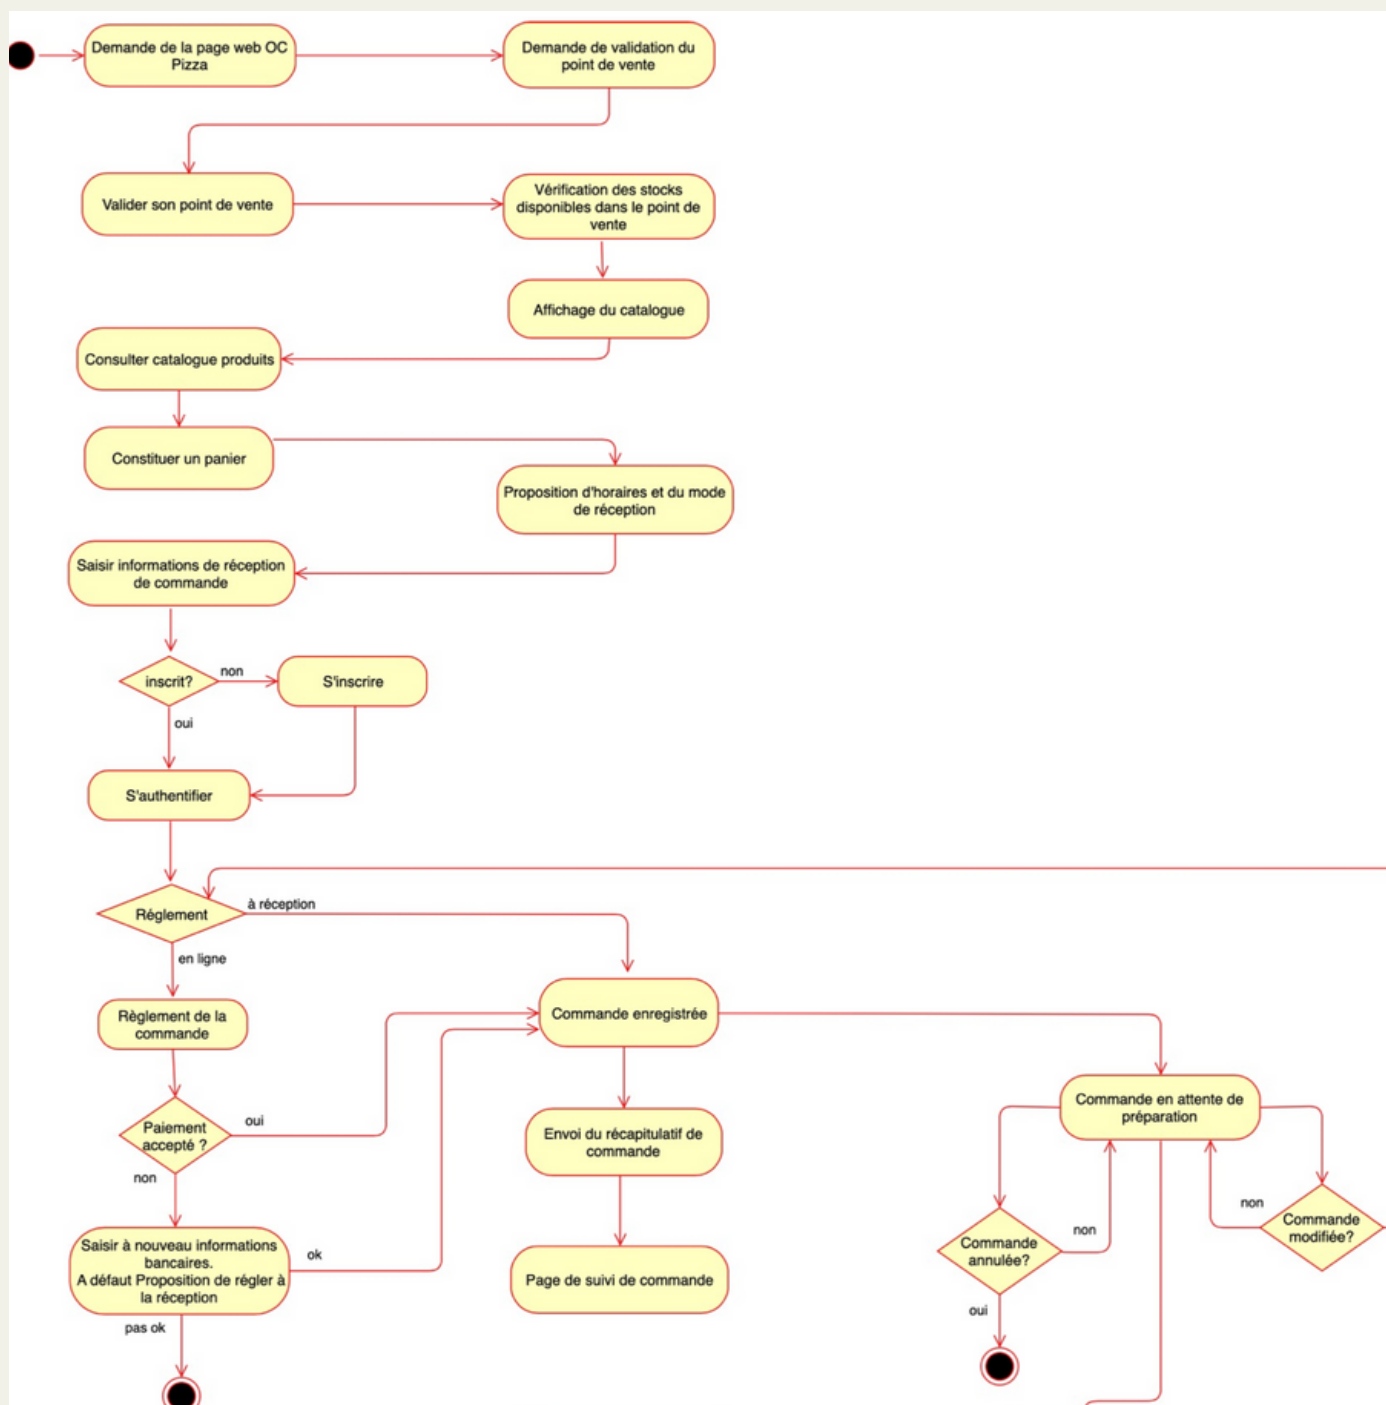 Demande de la page web OC
Pizza
Demande de validation du
point de vente
Valider son point de vente
Vérification des stocks
disponibles dans le point de
vente
Affichage du catalogue
Consulter catalogue produits
Constituer un panier
Proposition d'horaires et du mode
de réception
Saisir informations de réception
de commande
inscrit?
non
S'inscrire
oui
S'authentifier
Réglement
à réception
en ligne
Règlement de la
commande
Commande enregistrée
Paiement
accepté ?
oui
non
Envoi du récapitulatif de
commande
Commande en attente de
préparation
Saisir à nouveau informations
bancaires.
A défaut Proposition de régler à
la réception
ok
pas ok
Page de suivi de commande
Commande
annulée?
non
oui
non
Commande
modifiée?